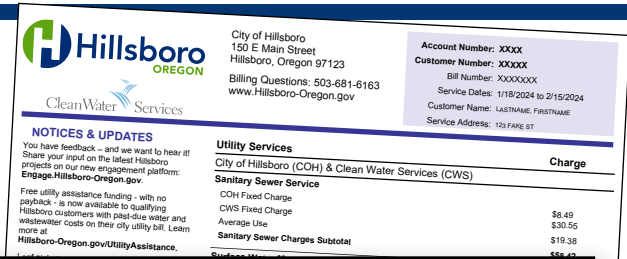 Hillsboro
OREGON
CleanWater Services
City of Hillsboro
150 E Main Street
Hillsboro, Oregon 97123
Billing Questions: 503-681-6163
www.Hillsboro-Oregon.gov
Account Number: XXXX
Customer Number: XXXXX
Bill Number: XXXXXXX
Service Dates: 1/18/2024 to 2/15/2024
Customer Name: LASTNAME, FIRSTNAME
Service Address: 123 FAKE ST
NOTICES & UPDATES
You have feedback – and we want to hear it!
Share your input on the latest Hillsboro
projects on our new engagement platform:
Engage.Hillsboro-Oregon.gov.
Free utility assistance funding - with no
payback - is now available to qualifying
Hillsboro customers with past-due water and
wastewater costs on their city utility bill. Learn
more at
Hillsboro-Oregon.gov/UtilityAssistance.
Utility Services Charge
City of Hillsboro (COH) & Clean Water Services (CWS)
Sanitary Sewer Service
COH Fixed Charge $8.49
CWS Fixed Charge $30.55
Average Use $19.38
Sanitary Sewer Charges Subtotal $58.42